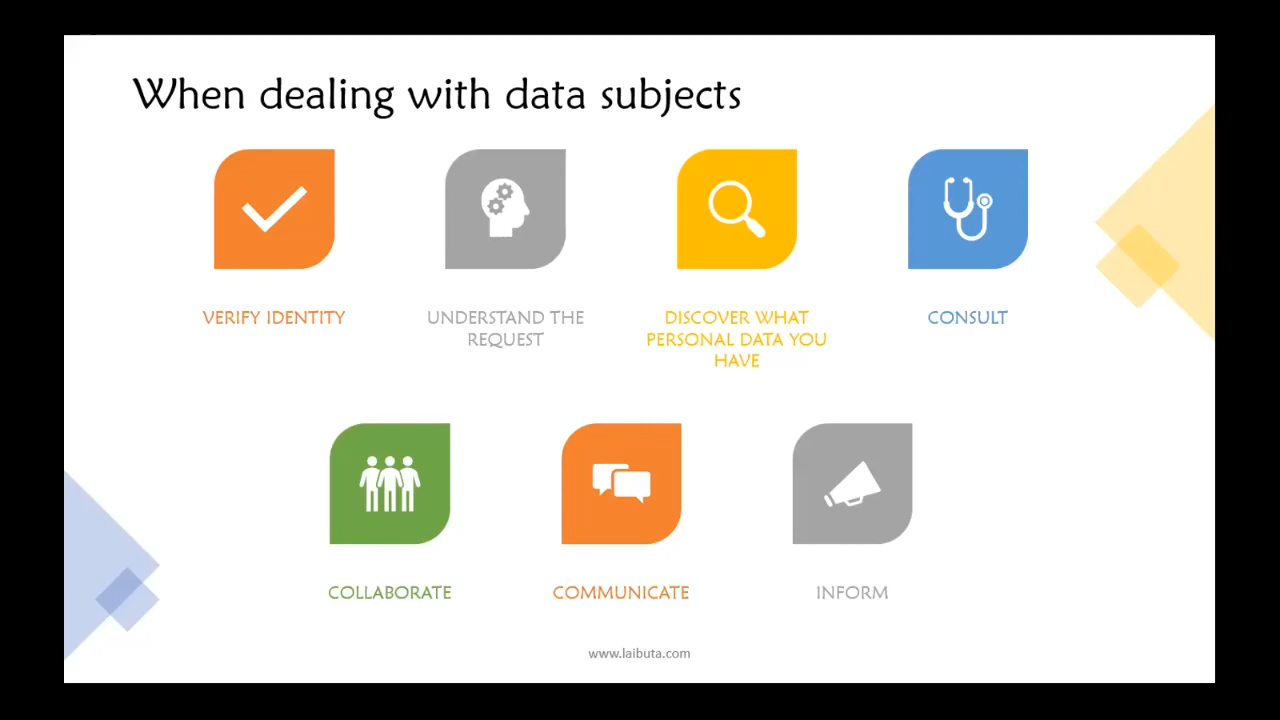 When dealing with data subjects
VERIFY IDENTITY
UNDERSTAND THE
REQUEST
DISCOVER WHAT
PERSONAL DATA YOU
HAVE
CONSULT
COLLABORATE
COMMUNICATE
INFORM
www.laibuta.com